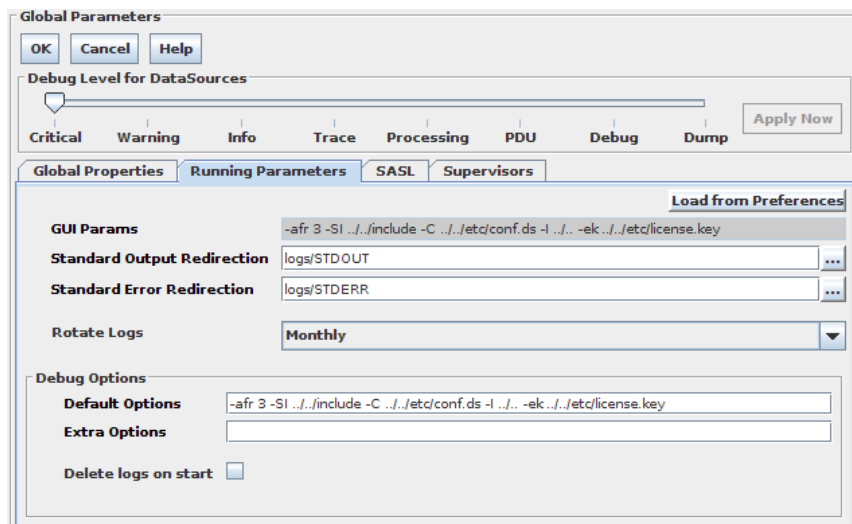 Global Parameters
OK Cancel Help
Debug Level for DataSources
Critical Warning Info Trace Processing PDU Debug Dump
Apply Now
Global Properties Running Parameters SASL Supervisors
Load from Preferences
GUI Params -afr 3 -SI ../../include -C ../../etc/conf.ds -I ../.. -ek ../../etc/license.key
Standard Output Redirection logs/STDOUT ...
Standard Error Redirection logs/STDERR ...
Rotate Logs Monthly
Debug Options
Default Options -afr 3 -SI ../../include -C ../../etc/conf.ds -I ../.. -ek ../../etc/license.key
Extra Options
Delete logs on start